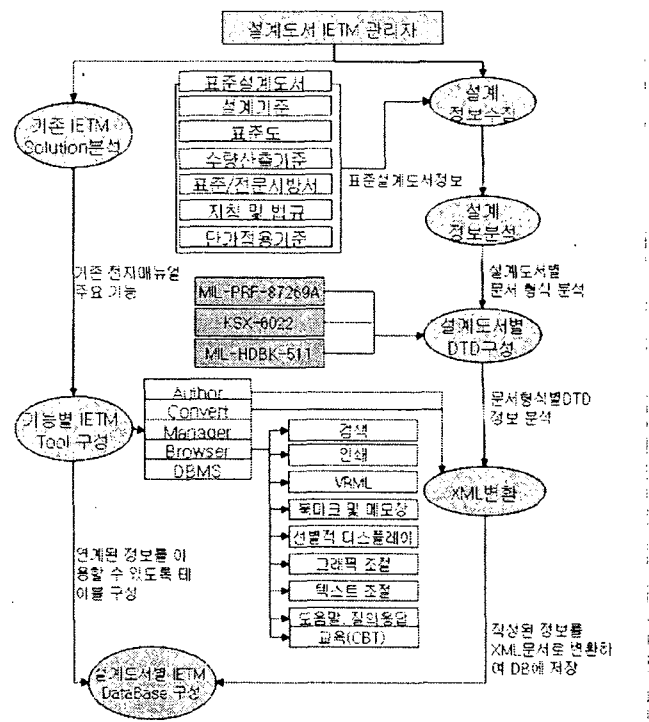 설계도서 IETM 관리자
표준설계도서
설계기준
표준도
수량산출기준
표준/전문시방서
지침 및 법규
단가적용기준
기존 IETM
Solution분석
설계
정보수집
표준설계도서정보
설계
정보분석
기존 전자매뉴얼
주요 기능
설계도서별
문서 형식 분석
MIL-PRF-87269A
KSX-6022
MIL-HDBK-511
설계도서별
DTD구성
문서형식별DTD
정보 분석
기능별 IETM
Tool 구성
Author
Convert
Manager
Browser
DBMS
검색
인쇄
VRML
북마크 및 메모장
선별적 디스플레이
그래픽 조절
텍스트 조절
도움말, 질의응답
교육(CBT)
XML변환
연계된 정보를 이
용할 수 있도록 테
이블 구성
작성된 정보를
XML문서로 변환하
여 DB에 저장
설계도서별 IETM
DataBase 구성